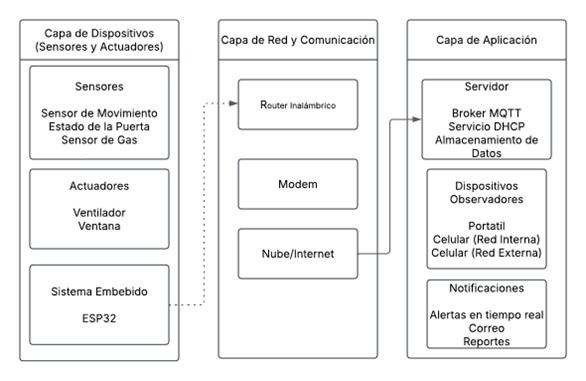 Capa de Dispositivos
(Sensores y Actuadores)
Sensores
Sensor de Movimiento
Estado de la Puerta
Sensor de Gas
Actuadores
Ventilador
Ventana
Sistema Embebido
ESP32
Capa de Red y Comunicación
Router Inalámbrico
Modem
Nube/Internet
Capa de Aplicación
Servidor
Broker MQTT
Servicio DHCP
Almacenamiento de
Datos
Dispositivos
Observadores
Portatil
Celular (Red Interna)
Celular (Red Externa)
Notificaciones
Alertas en tiempo real
Correo
Reportes